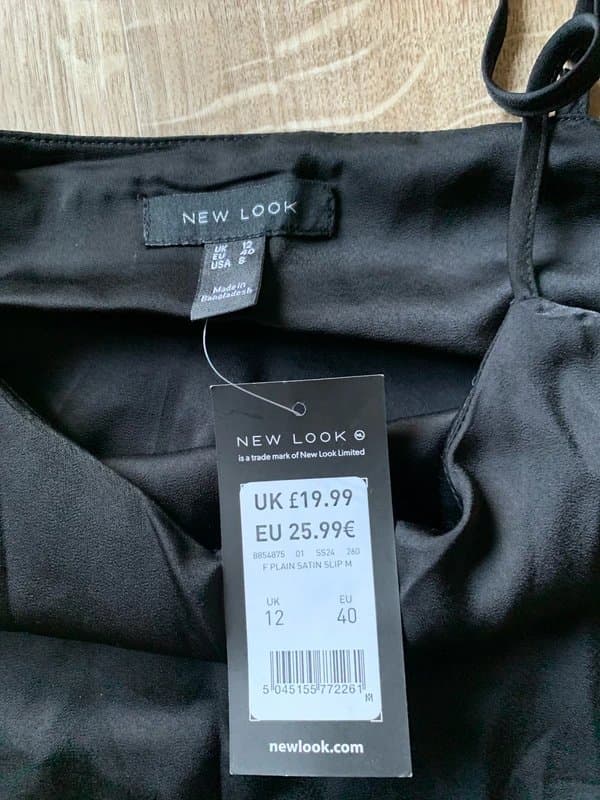 NEW LOOK
UK 12
EU 40
USA 8
Made in
Bangladesh
NEW LOOK NL
is a trade mark of New Look Limited
UK £19.99
EU 25.99€
8854875 01 SS24 280
F PLAIN SATIN SLIP M
UK EU
12 40
5 045155 772261
M
newlook.com